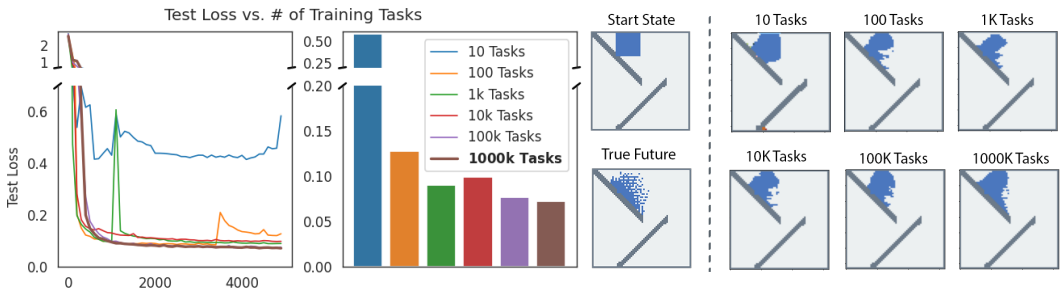 Test Loss vs. # of Training Tasks
Test Loss
2
1
0.6
0.4
0.2
0.0
0
2000
4000
0.50
0.25
0.20
0.15
0.10
0.05
0.00
10 Tasks
100 Tasks
1k Tasks
10k Tasks
100k Tasks
1000k Tasks
Start State
True Future
10 Tasks
100 Tasks
1K Tasks
10K Tasks
100K Tasks
1000K Tasks